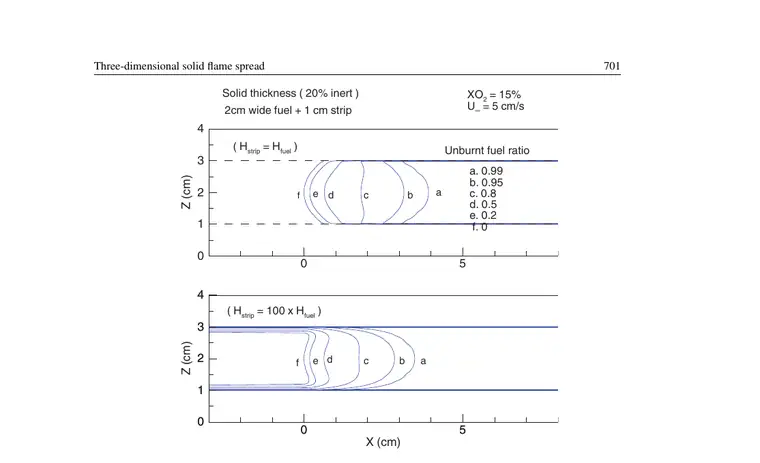 Three-dimensional solid flame spread 701
Solid thickness ( 20% inert )
2cm wide fuel + 1 cm strip
XO2 = 15%
U∞ = 5 cm/s
4
( Hstrip = Hfuel )
Unburnt fuel ratio
3
a. 0.99
b. 0.95
c. 0.8
d. 0.5
e. 0.2
f. 0
Z (cm)
2
f e d c b a
1
0
0 5
4
( Hstrip = 100 x Hfuel )
3
Z (cm)
2
f e d c b a
1
0
0 5
X (cm)